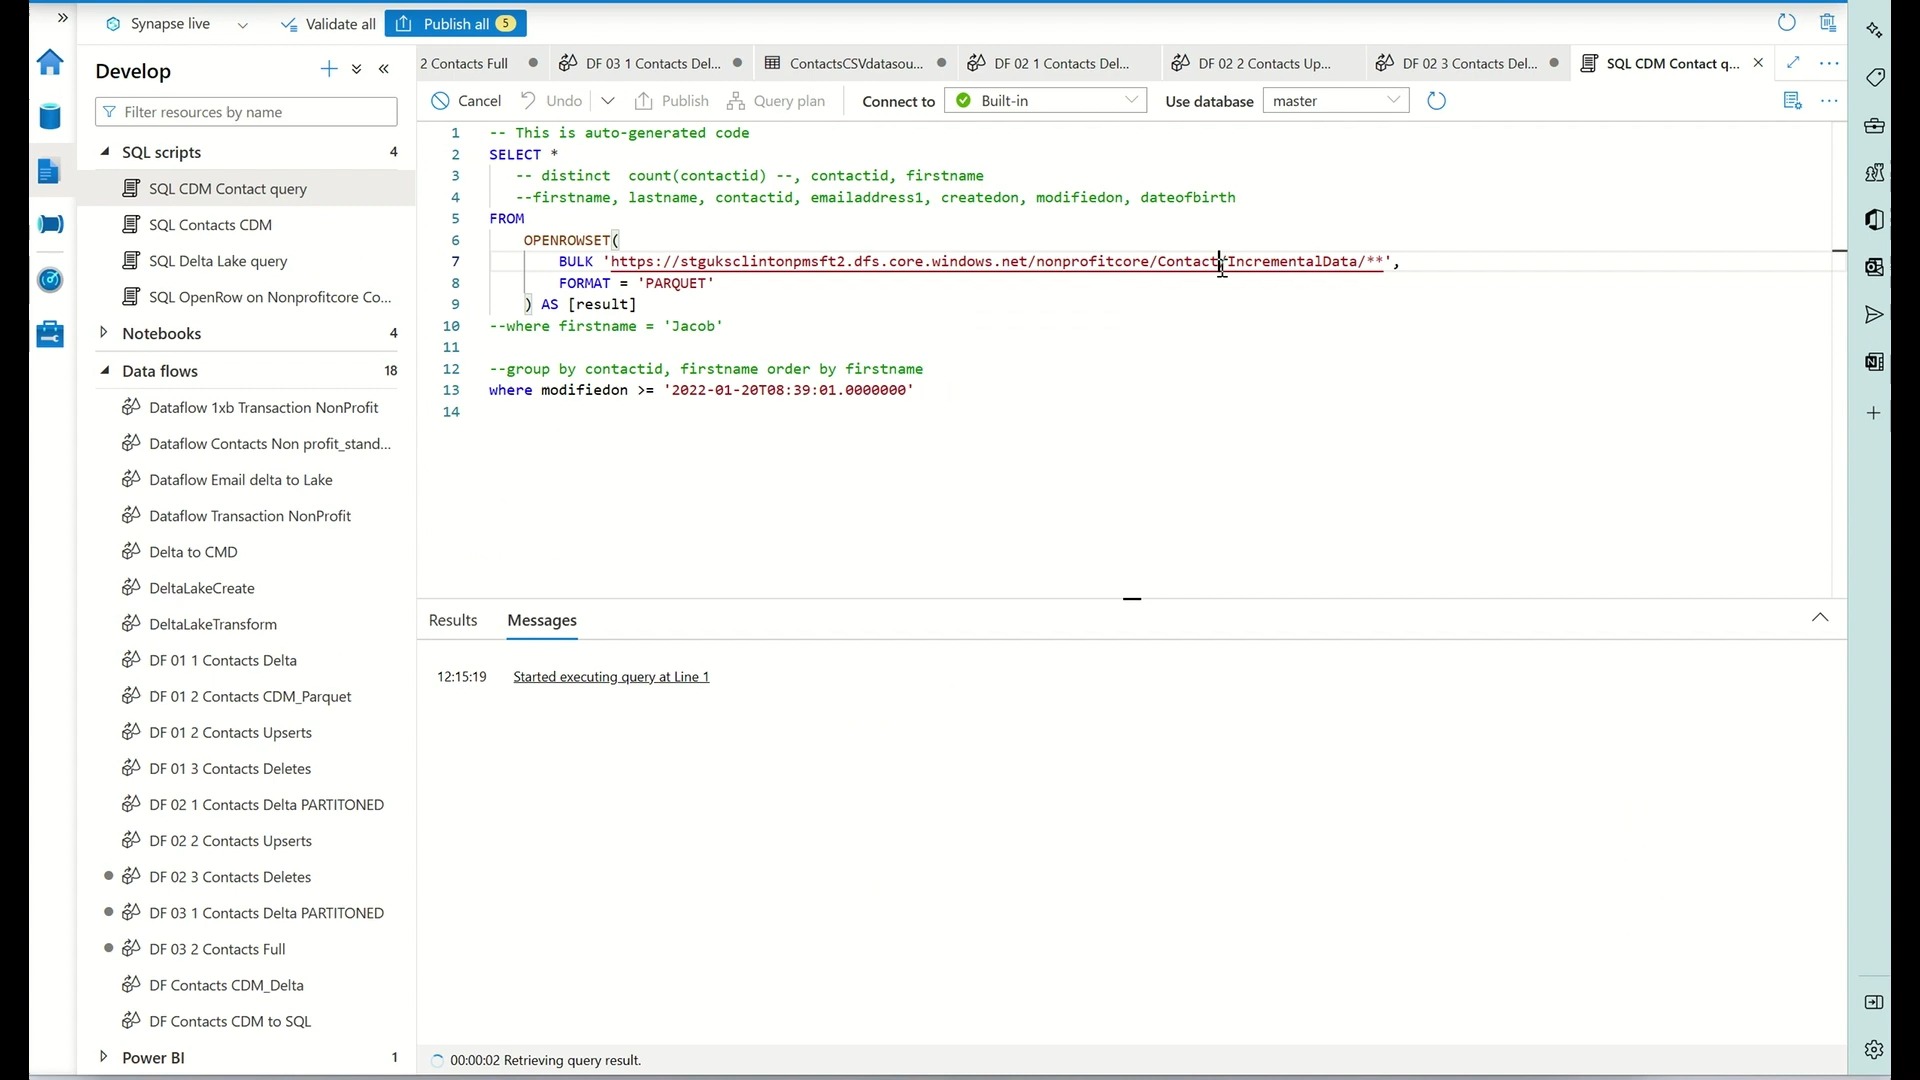 Synapse live
Validate all
Publish all 5
Develop
Filter resources by name
SQL scripts 4
SQL CDM Contact query
SQL Contacts CDM
SQL Delta Lake query
SQL OpenRow on Nonprofitcore Co...
Notebooks 4
Data flows 18
Dataflow 1xb Transaction NonProfit
Dataflow Contacts Non profit_stand...
Dataflow Email delta to Lake
Dataflow Transaction NonProfit
Delta to CMD
DeltaLakeCreate
DeltaLakeTransform
DF 01 1 Contacts Delta
DF 01 2 Contacts CDM_Parquet
DF 01 2 Contacts Upserts
DF 01 3 Contacts Deletes
DF 02 1 Contacts Delta PARTITONED
DF 02 2 Contacts Upserts
DF 02 3 Contacts Deletes
DF 03 1 Contacts Delta PARTITONED
DF 03 2 Contacts Full
DF Contacts CDM_Delta
DF Contacts CDM to SQL
Power BI 1
2 Contacts Full
DF 03 1 Contacts Del...
ContactsCSVdatasou...
DF 02 1 Contacts Del...
DF 02 2 Contacts Up...
DF 02 3 Contacts Del...
SQL CDM Contact q...
Cancel Undo Publish Query plan Connect to Built-in Use database master
1 -- This is auto-generated code
2 SELECT *
3 -- distinct  count(contactid) --, contactid, firstname
4 --firstname, lastname, contactid, emailaddress1, createdon, modifiedon, dateofbirth
5 FROM
6 OPENROWSET(
7 BULK 'https://stguksclintonpmsft2.dfs.core.windows.net/nonprofitcore/Contact/IncrementalData/**',
8 FORMAT = 'PARQUET'
9 ) AS [result]
10 --where firstname = 'Jacob'
11
12 --group by contactid, firstname order by firstname
13 where modifiedon >= '2022-01-20T08:39:01.0000000'
14
Results Messages
12:15:19 Started executing query at Line 1
00:00:02 Retrieving query result.